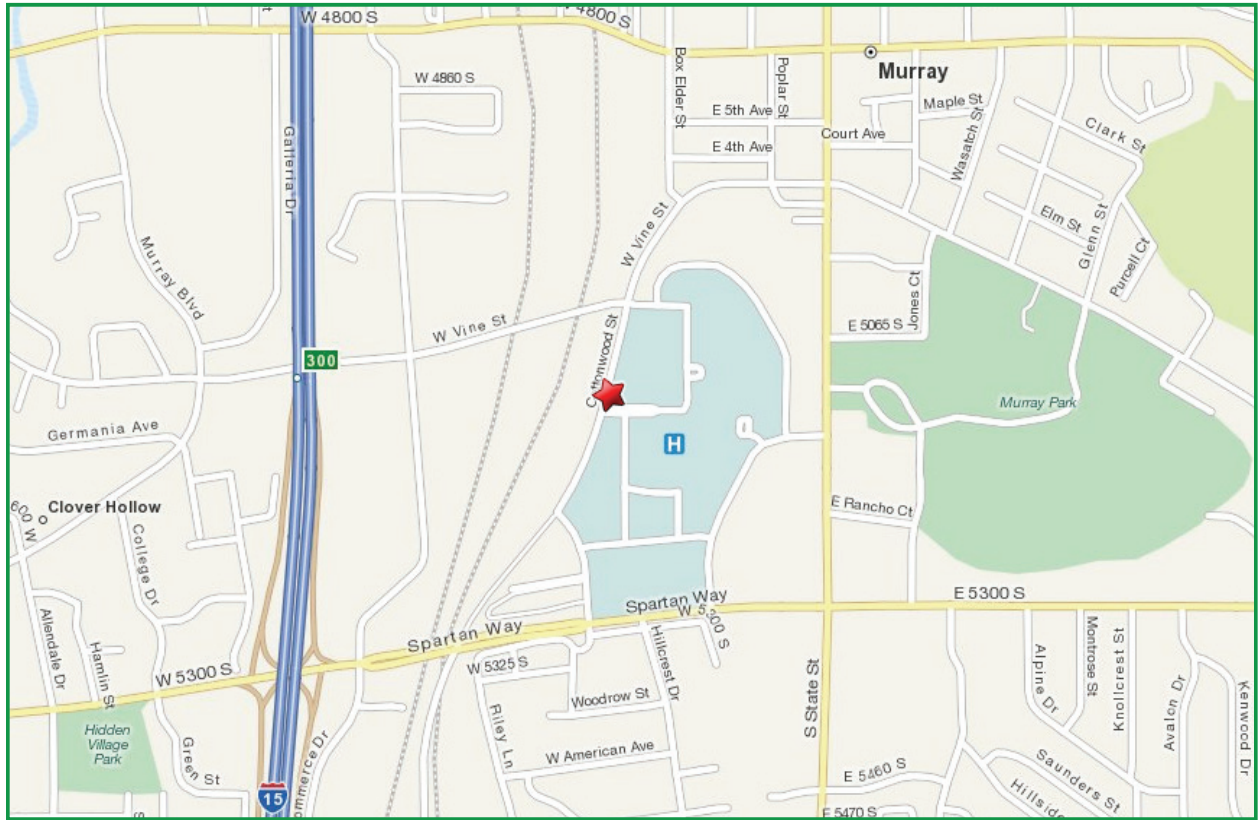 W 4800 S
4800 S
Murray
W 4860 S
Box Elder St
Poplar St
Maple St
E 5th Ave
Court Ave
E 4th Ave
Wasatch St
Clark St
Galleria Dr
Elm St
Glenn St
Purcell Ct
W Vine St
Murray Blvd
Jones Ct
E 5065 S
W Vine St
300
Cottonwood St
Murray Park
Germania Ave
H
600 W
Clover Hollow
E Rancho Ct
College Dr
Spartan Way
W 5300 S
E 5300 S
Spartan Way
Allendale Dr
Hamlin St
W 5300 S
W 5325 S
Hillcrest Dr
Woodrow St
Riley Ln
W American Ave
S State St
Alpine Dr
Montrose St
Knollcrest St
Avalon Dr
Kenwood Dr
Hidden
Village
Park
Green St
15
ommerce Dr
E 5460 S
E 5470 S
Saunders St
Hillsid
S